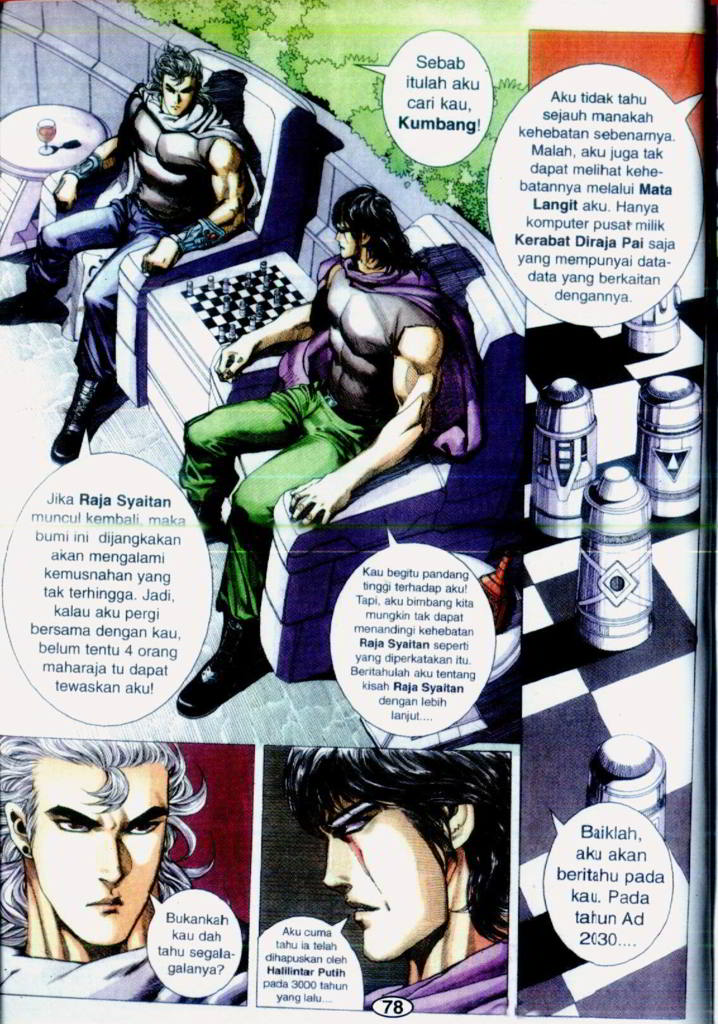 Sebab
itulah aku
cari kau,
Kumbang!
Aku tidak tahu
sejauh manakah
kehebatan sebenarnya.
Malah, aku juga tak
dapat melihat kehe-
batannya melalui Mata
Langit aku. Hanya
komputer pusat milik
Kerabat Diraja Pai saja
yang mempunyai data-
data yang berkaitan
dengannya.
Jika Raja Syaitan
muncul kembali, maka
bumi ini dijangkakan
akan mengalami
kemusnahan yang
tak terhingga. Jadi,
kalau aku pergi
bersama dengan kau,
belum tentu 4 orang
maharaja tu dapat
tewaskan aku!
Kau begitu pandang
tinggi terhadap aku!
Tapi, aku bimbang kita
mungkin tak dapat
menandingi kehebatan
Raja Syaitan seperti
yang diperkatakan itu.
Beritahulah aku tentang
kisah Raja Syaitan
dengan lebih
lanjut....
Bukankah
kau dah
tahu segala-
galanya?
Aku cuma
tahu ia telah
dihapuskan oleh
Halilintar Putih
pada 3000 tahun
yang lalu....
Baiklah,
aku akan
beritahu pada
kau. Pada
tahun Ad
2030....
78